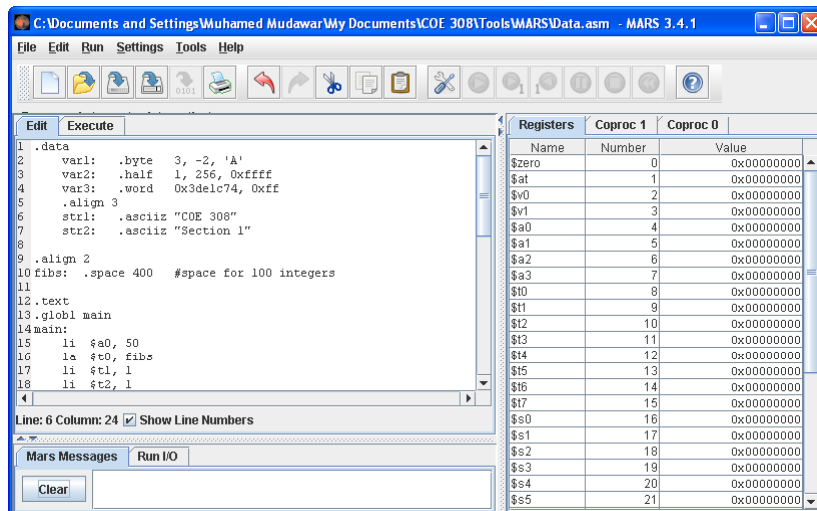 C:\Documents and Settings\Muhamed Mudawar\My Documents\COE 308\Tools\MARS\Data.asm - MARS 3.4.1
File Edit Run Settings Tools Help
Edit Execute
1 .data
2 var1: .byte 3, -2, 'A'
3 var2: .half 1, 256, 0xffff
4 var3: .word 0x3de1c74, 0xff
5 .align 3
6 str1: .asciiz "COE 308"
7 str2: .asciiz "Section 1"
8
9 .align 2
10 fibs: .space 400 #space for 100 integers
11
12 .text
13 .globl main
14 main:
15 li $a0, 50
16 la $t0, fibs
17 li $t1, 1
18 li $t2, 1
Line: 6 Column: 24 Show Line Numbers
Mars Messages Run I/O
Clear
Registers Coproc 1 Coproc 0
Name Number Value
$zero 0 0x00000000
$at 1 0x00000000
$v0 2 0x00000000
$v1 3 0x00000000
$a0 4 0x00000000
$a1 5 0x00000000
$a2 6 0x00000000
$a3 7 0x00000000
$t0 8 0x00000000
$t1 9 0x00000000
$t2 10 0x00000000
$t3 11 0x00000000
$t4 12 0x00000000
$t5 13 0x00000000
$t6 14 0x00000000
$t7 15 0x00000000
$s0 16 0x00000000
$s1 17 0x00000000
$s2 18 0x00000000
$s3 19 0x00000000
$s4 20 0x00000000
$s5 21 0x00000000